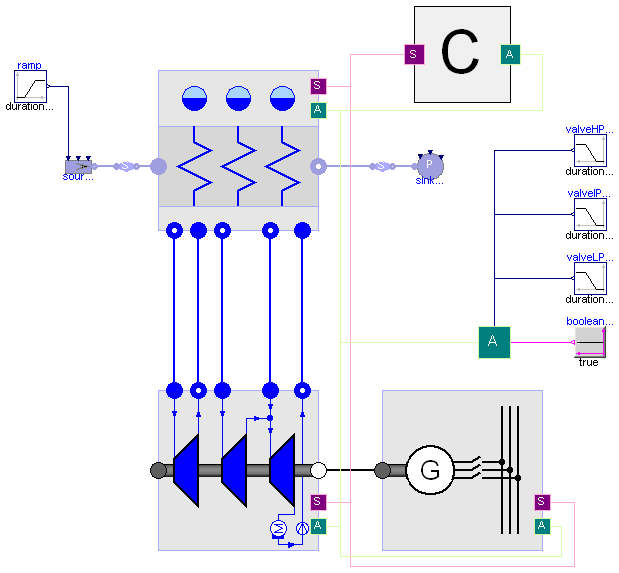 ramp
duration...
sour...
S
A
C
S
A
S
P
S
sink...
valveHP...
duration...
valveIP...
duration...
valveLP...
duration...
boolean...
true
A
G
S
A
M
S
A